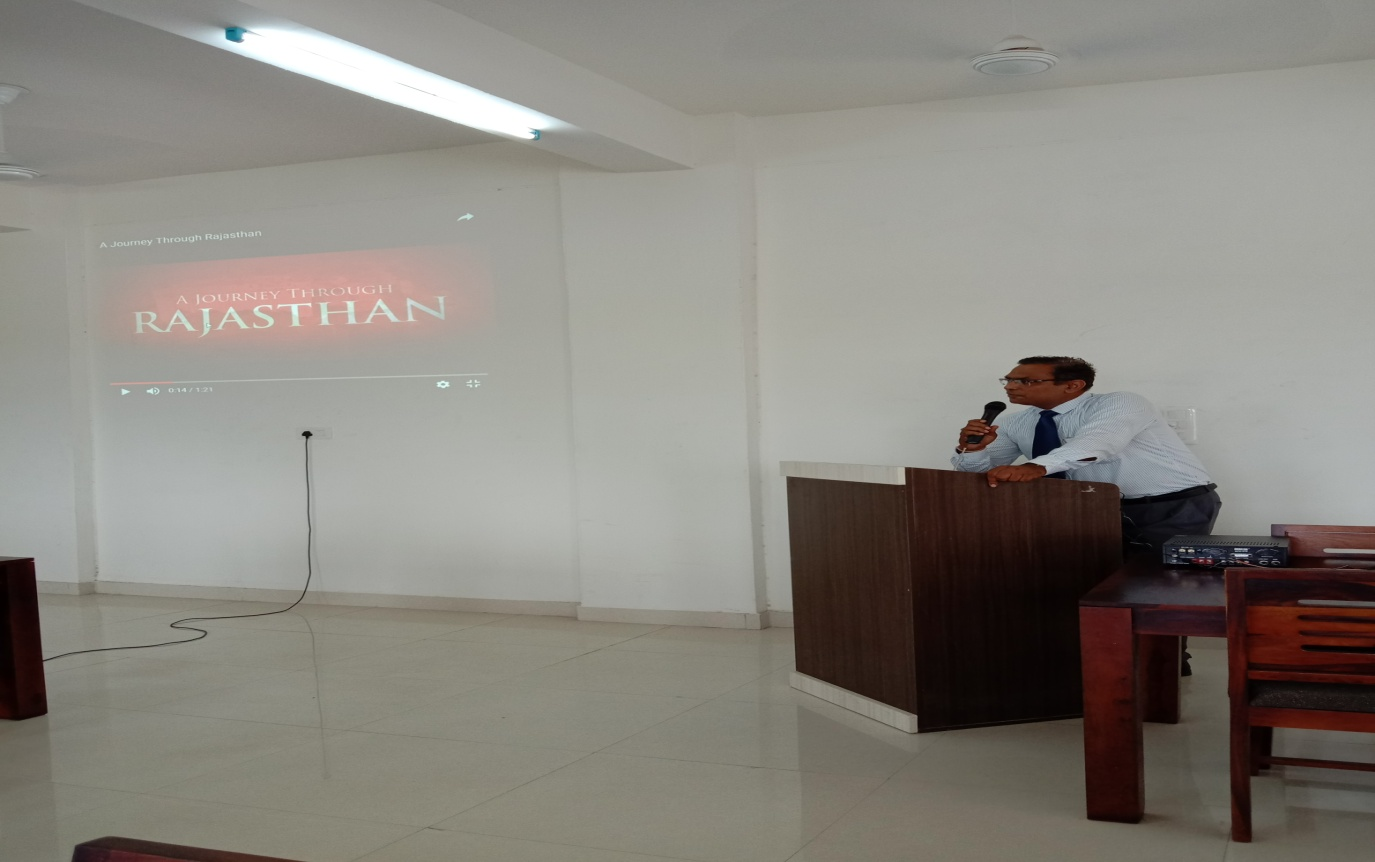 A Journey Through Rajasthan
A JOURNEY THROUGH
RAJASTHAN
0:14 / 1:21